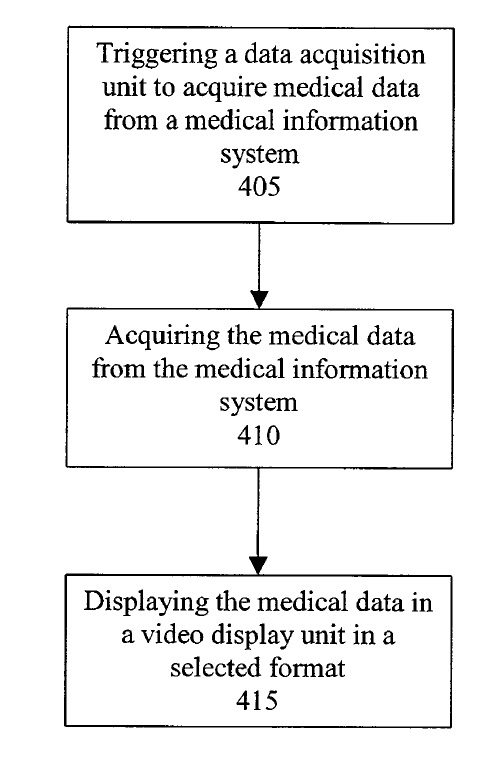 Triggering a data acquisition
unit to acquire medical data
from a medical information
system
405
Acquiring the medical data
from the medical information
system
410
Displaying the medical data in
a video display unit in a
selected format
415